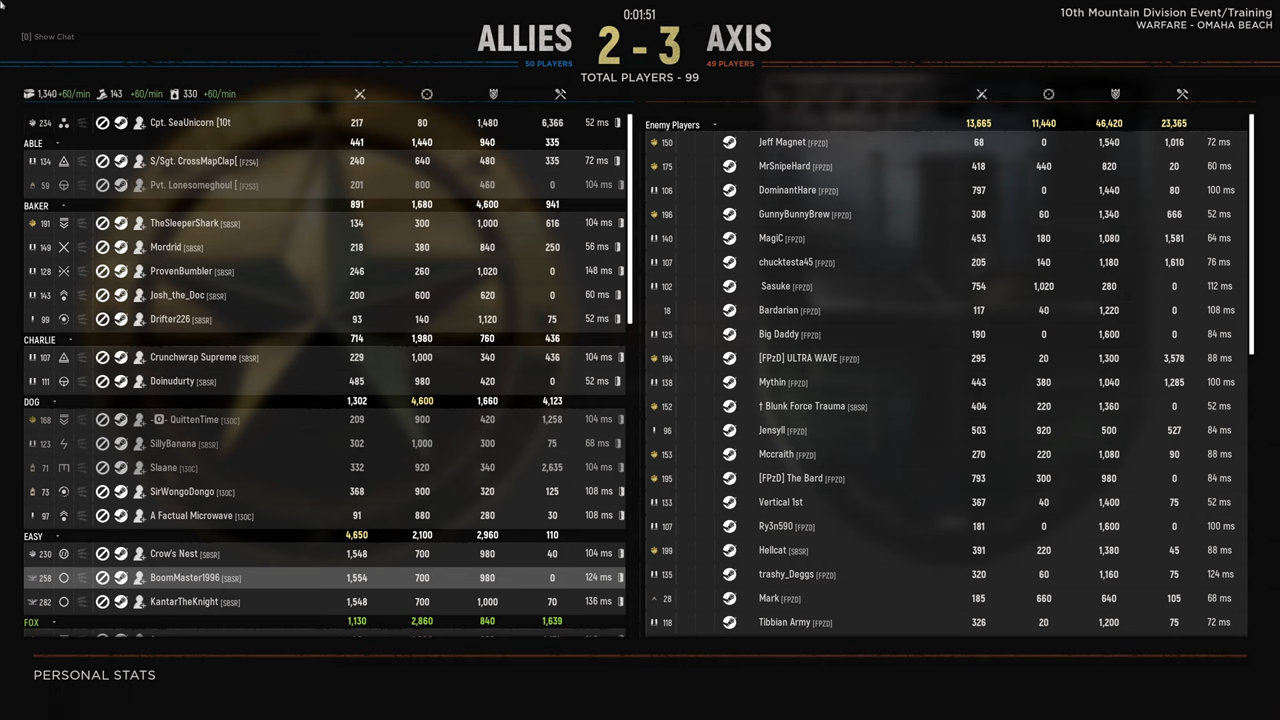 0:01:51
10th Mountain Division Event/Training
WARFARE - OMAHA BEACH
[O] Show Chat
ALLIES 2 - 3 AXIS
50 PLAYERS 49 PLAYERS
TOTAL PLAYERS - 99
1,340 +60/min 143 +60/min 330 +60/min
234 Cpt. SeaUnicorn [10t 217 80 1,480 6,366 52 ms
ABLE 441 1,440 940 335
134 S/Sgt. CrossMapClap[ [F2S4] 240 640 480 335 72 ms
59 Pvt. Lonesomeghoul [ [F2S3] 201 800 460 0 104 ms
BAKER 891 1,680 4,600 941
191 TheSleeperShark [SBSR] 134 300 1,000 616 104 ms
149 Mordrid [SBSR] 218 380 840 250 56 ms
128 ProvenBumbler [SBSR] 246 260 1,020 0 148 ms
143 Josh_the_Doc [SBSR] 200 600 620 0 60 ms
99 Drifter226 [SBSR] 93 140 1,120 75 52 ms
CHARLIE 714 1,980 760 436
107 Crunchwrap Supreme [SBSR] 229 1,000 340 436 104 ms
111 Doinudurty [SBSR] 485 980 420 0 52 ms
DOG 1,302 4,600 1,660 4,123
168 QuittenTime [130C] 209 900 420 1,258 104 ms
123 SillyBanana [SBSR] 302 1,000 300 75 68 ms
71 Slaane [130C] 332 920 340 2,635 104 ms
73 SirWongoDongo [130C] 368 900 320 125 108 ms
97 A Factual Microwave [130C] 91 880 280 30 108 ms
EASY 4,650 2,100 2,960 110
230 Crow's Nest [SBSR] 1,548 700 980 40 104 ms
258 BoomMaster1996 [SBSR] 1,554 700 980 0 124 ms
282 KantarTheKnight [SBSR] 1,548 700 1,000 70 136 ms
FOX 1,130 2,860 840 1,639
Enemy Players 13,665 11,440 46,420 23,365
150 Jeff Magnet [FPZD] 68 0 1,540 1,016 72 ms
175 MrSnipeHard [FPZD] 418 440 820 20 60 ms
106 DominantHare [FPZD] 797 0 1,440 80 100 ms
196 GunnyBunnyBrew [FPZD] 308 60 1,340 666 52 ms
140 MagiC [FPZD] 453 180 1,080 1,581 64 ms
107 chucktesta45 [FPZD] 205 140 1,180 1,610 76 ms
102 Sasuke [FPZD] 754 1,020 280 0 112 ms
18 Bardarian [FPZD] 117 40 1,220 0 108 ms
125 Big Daddy [FPZD] 190 0 1,600 0 84 ms
184 [FPzD] ULTRA WAVE [FPZD] 295 20 1,300 3,578 88 ms
138 Mythin [FPZD] 443 380 1,040 1,285 100 ms
152 † Blunk Force Trauma [SBSR] 404 220 1,360 0 52 ms
96 Jensyll [FPZD] 503 920 500 527 84 ms
153 Mccraith [FPZD] 270 220 1,080 90 88 ms
195 [FPzD] The Bard [FPZD] 793 300 980 0 84 ms
133 Vertical 1st 367 40 1,400 75 52 ms
107 Ry3n590 [FPZD] 181 0 1,600 0 100 ms
199 Hellcat [SBSR] 391 220 1,380 45 88 ms
135 trashy_Deggs [FPZD] 320 60 1,160 75 124 ms
28 Mark [FPZD] 185 660 640 105 68 ms
118 Tibbian Army [FPZD] 326 20 1,200 75 72 ms
PERSONAL STATS